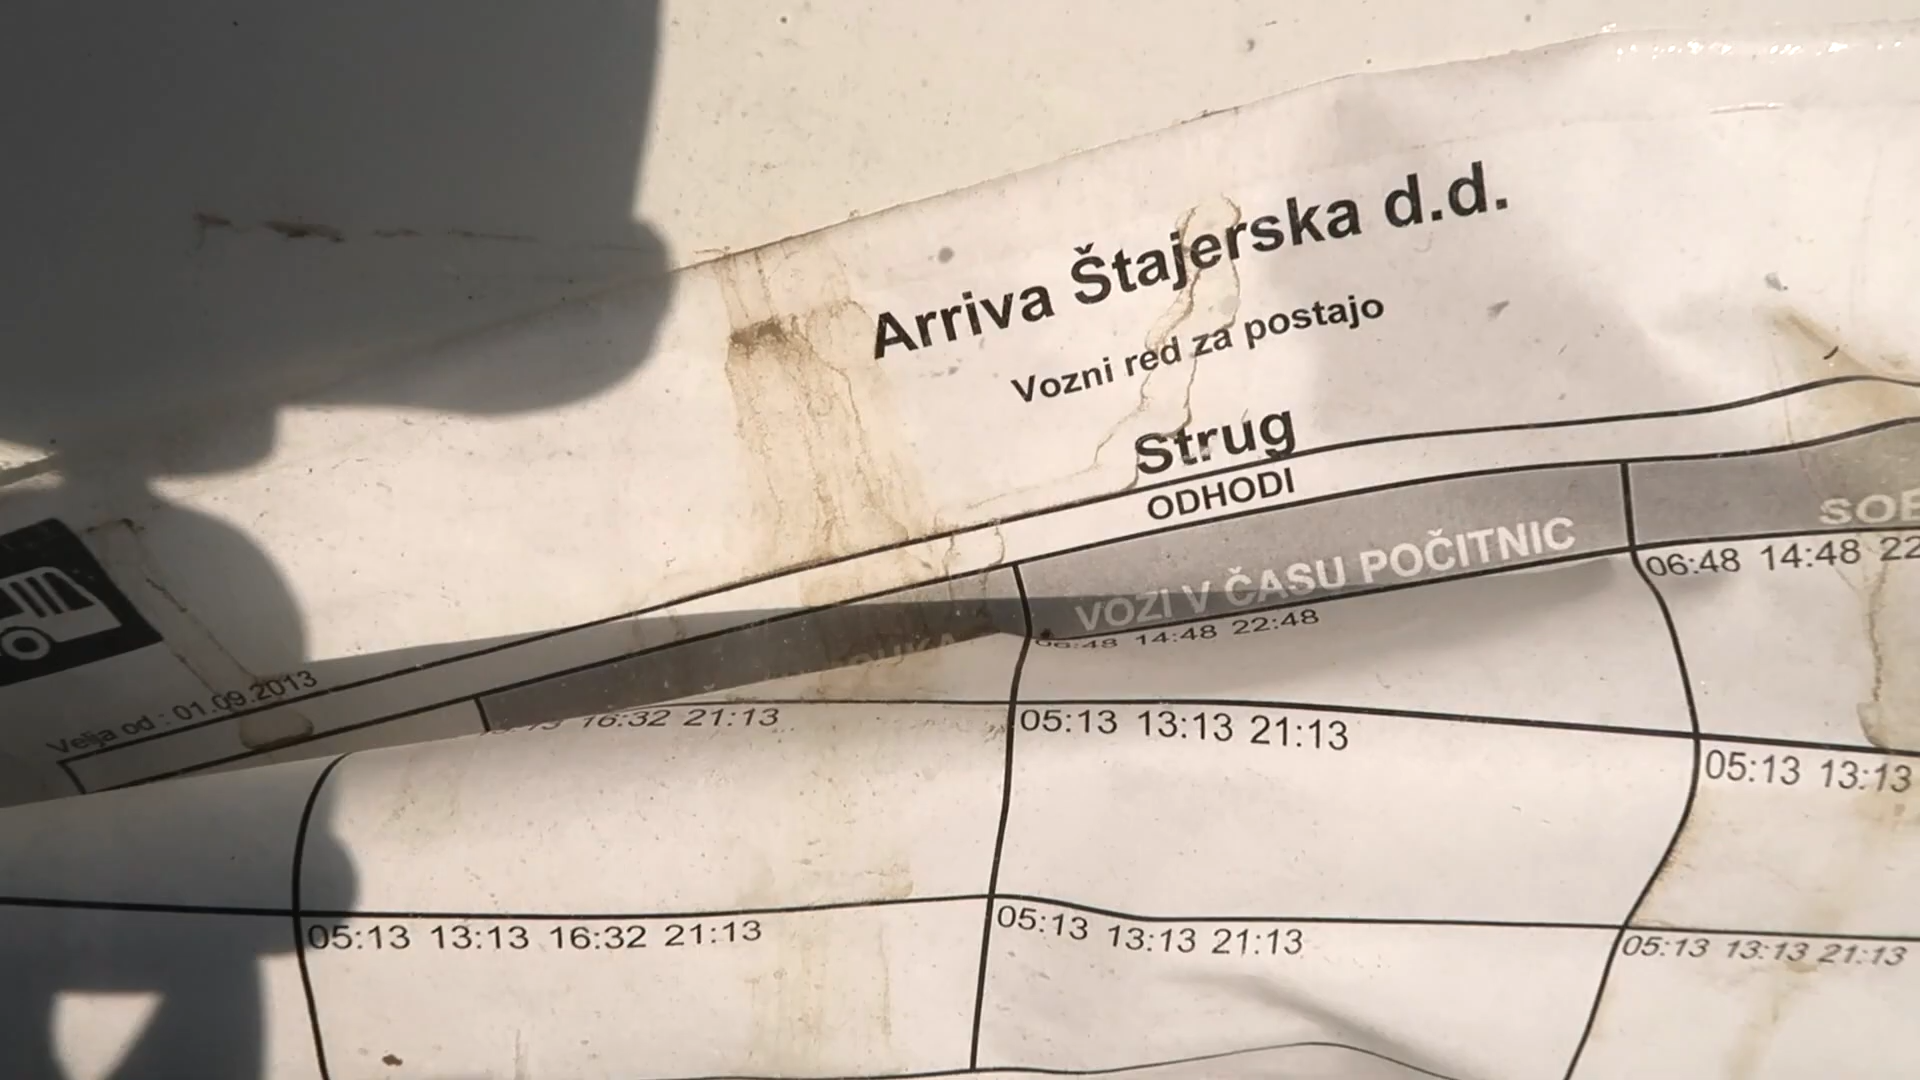 Arriva Štajerska d.d.
Vozni red za postajo
Strug
Velja od : 01.09.2013
ODHODI
VOZI V ČASU POČITNIC
14:48 22:48
06:48 14:48 22
16:32 21:13
05:13 13:13 21:13
05:13 13:13
05:13 13:13 16:32 21:13
05:13 13:13 21:13
05:13 13:13 21:13